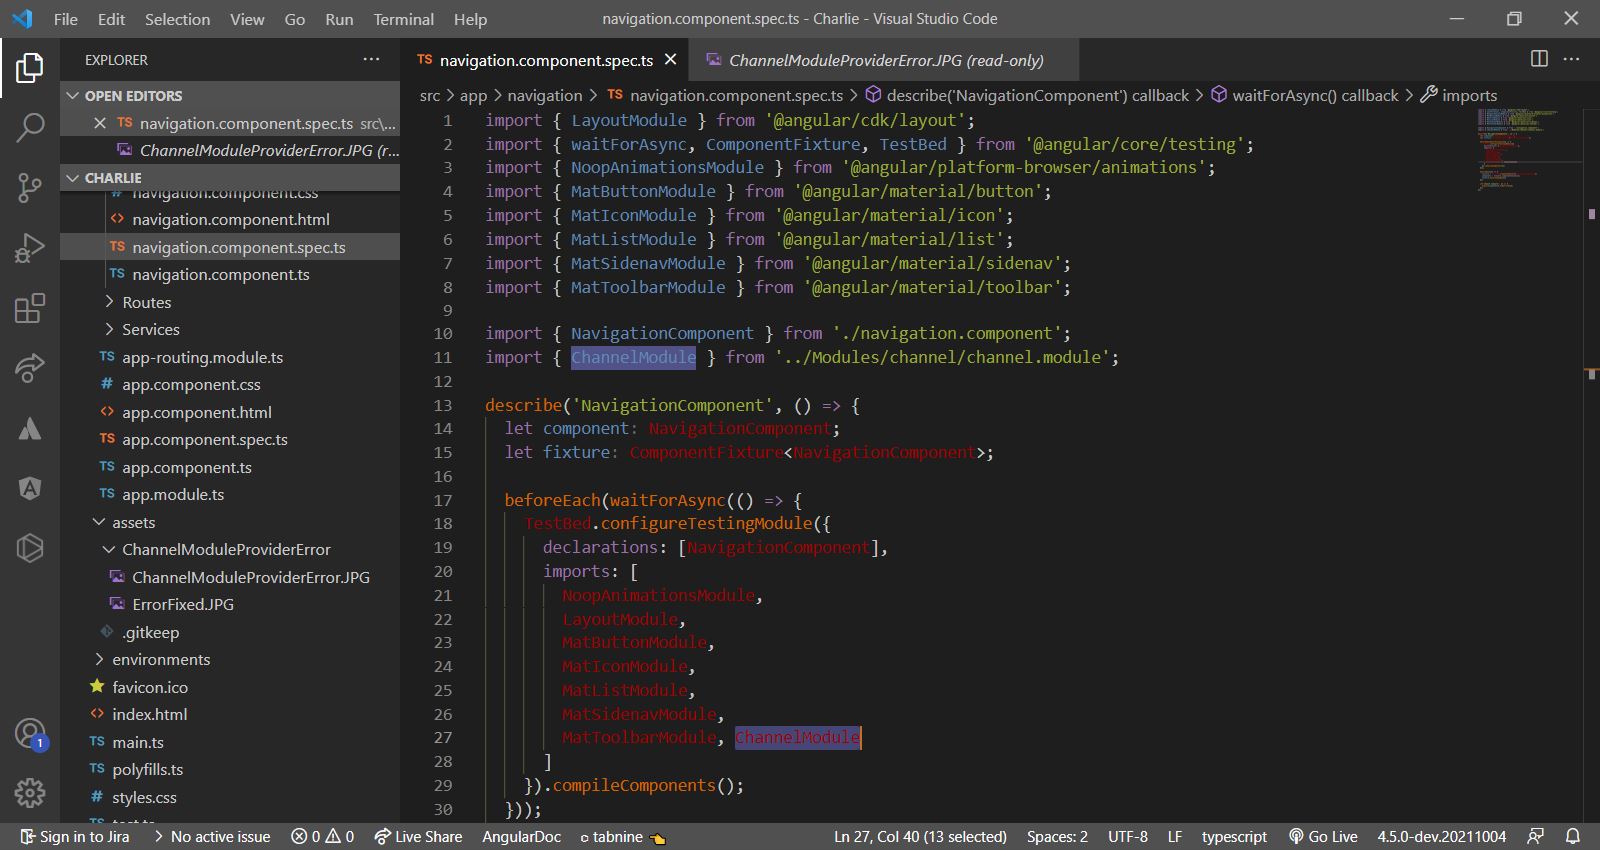 File Edit Selection View Go Run Terminal Help
navigation.component.spec.ts - Charlie - Visual Studio Code
EXPLORER
OPEN EDITORS
TS navigation.component.spec.ts src\...
ChannelModuleProviderError.JPG (r...
CHARLIE
# navigation.component.css
<> navigation.component.html
TS navigation.component.spec.ts
TS navigation.component.ts
Routes
Services
TS app-routing.module.ts
# app.component.css
<> app.component.html
TS app.component.spec.ts
TS app.component.ts
TS app.module.ts
assets
ChannelModuleProviderError
ChannelModuleProviderError.JPG
ErrorFixed.JPG
.gitkeep
environments
favicon.ico
<> index.html
TS main.ts
TS polyfills.ts
# styles.css
TS test.ts
1
TS navigation.component.spec.ts
ChannelModuleProviderError.JPG (read-only)
src > app > navigation > TS navigation.component.spec.ts > describe('NavigationComponent') callback > waitForAsync() callback > imports
1 import { LayoutModule } from '@angular/cdk/layout';
2 import { waitForAsync, ComponentFixture, TestBed } from '@angular/core/testing';
3 import { NoopAnimationsModule } from '@angular/platform-browser/animations';
4 import { MatButtonModule } from '@angular/material/button';
5 import { MatIconModule } from '@angular/material/icon';
6 import { MatListModule } from '@angular/material/list';
7 import { MatSidenavModule } from '@angular/material/sidenav';
8 import { MatToolbarModule } from '@angular/material/toolbar';
9
10 import { NavigationComponent } from './navigation.component';
11 import { ChannelModule } from '../Modules/channel/channel.module';
12
13 describe('NavigationComponent', () => {
14 let component: NavigationComponent;
15 let fixture: ComponentFixture<NavigationComponent>;
16
17 beforeEach(waitForAsync(() => {
18 TestBed.configureTestingModule({
19 declarations: [NavigationComponent],
20 imports: [
21 NoopAnimationsModule,
22 LayoutModule,
23 MatButtonModule,
24 MatIconModule,
25 MatListModule,
26 MatSidenavModule,
27 MatToolbarModule, ChannelModule
28 ]
29 }).compileComponents();
30 }));
Sign in to Jira > No active issue 0 0 Live Share AngularDoc tabnine Ln 27, Col 40 (13 selected) Spaces: 2 UTF-8 LF typescript Go Live 4.5.0-dev.20211004